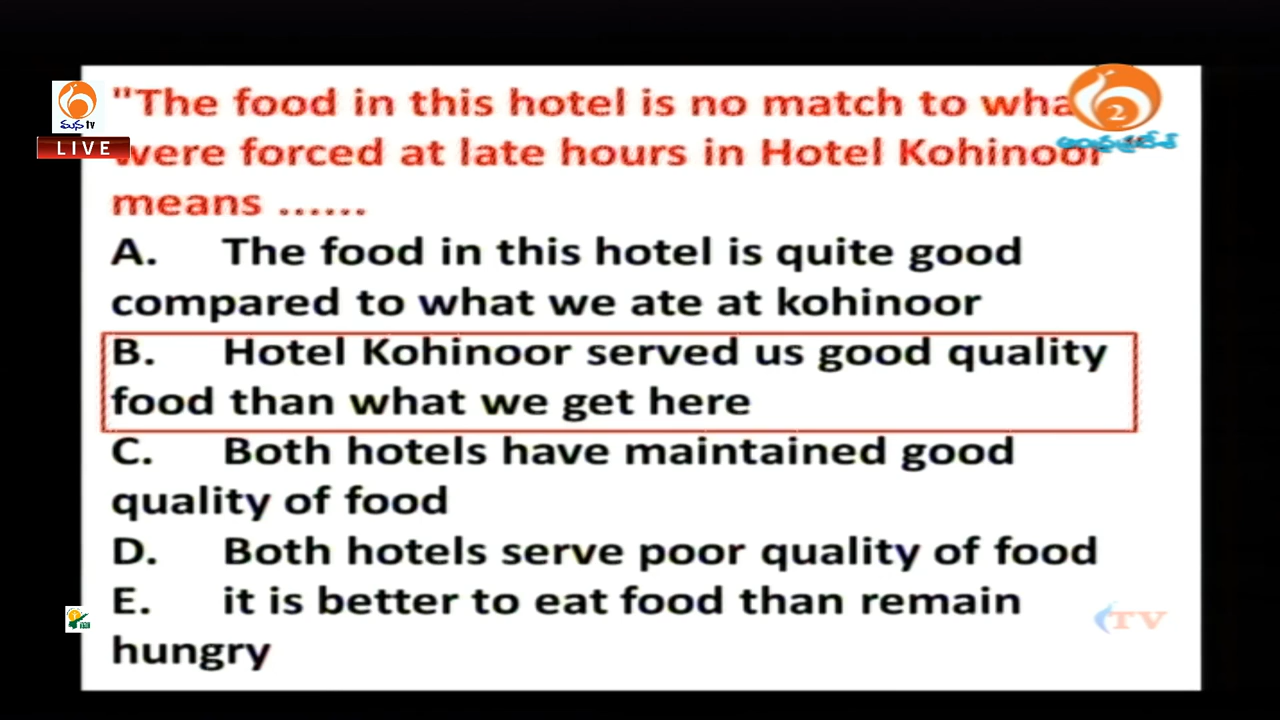 "The food in this hotel is no match to
మన tv
LIVE
were forced at late hours in Hotel Kohinoor
2
means ......
A. The food in this hotel is quite good
compared to what we ate at kohinoor
B. Hotel Kohinoor served us good quality
food than what we get here
C. Both hotels have maintained good
quality of food
D. Both hotels serve poor quality of food
E. it is better to eat food than remain
hungry
TV